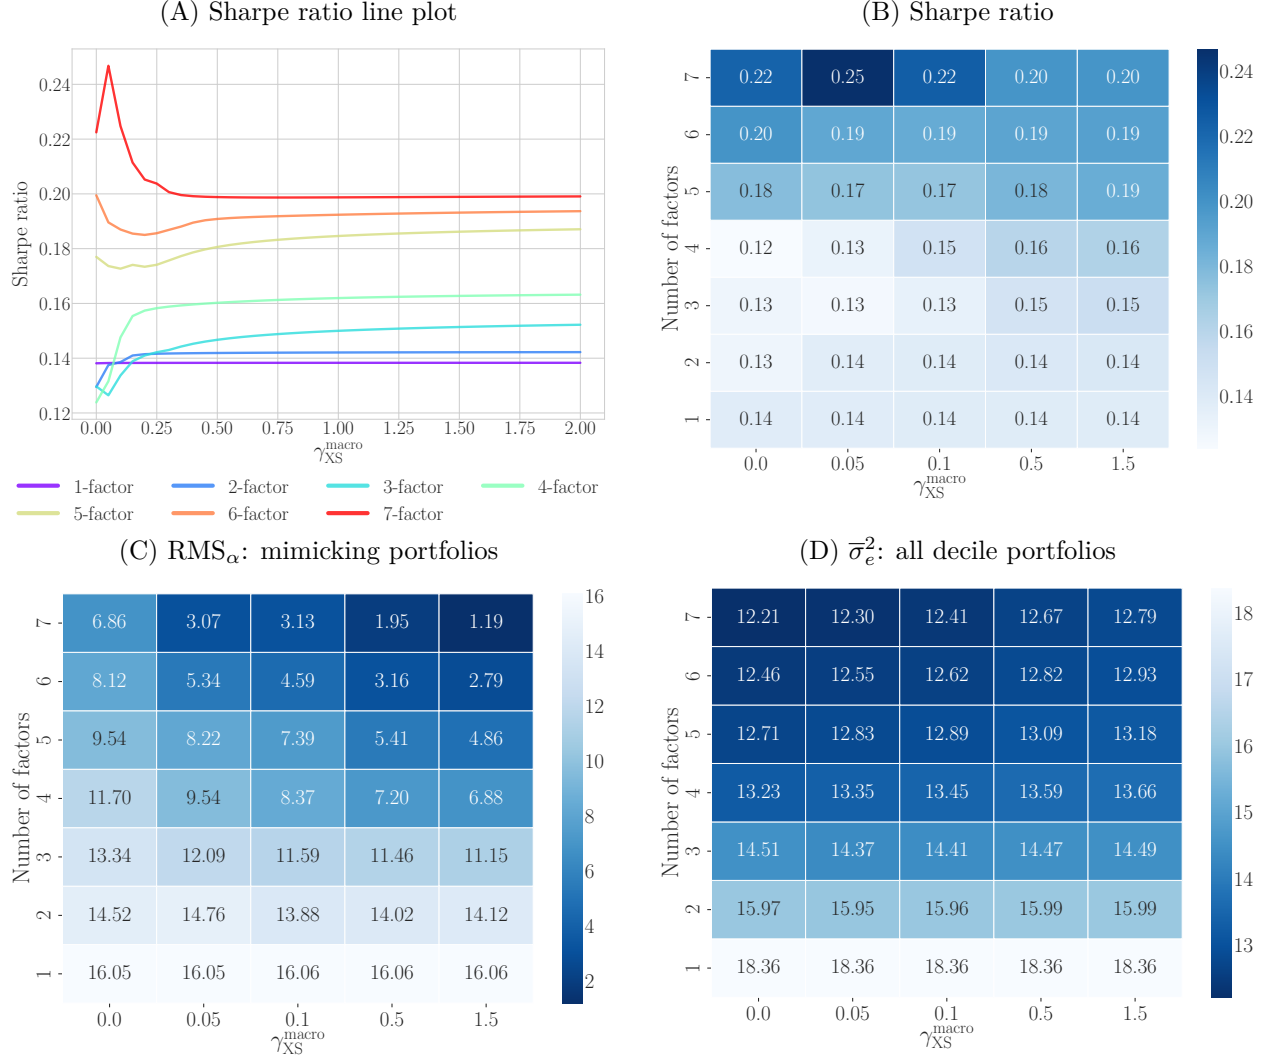 (A) Sharpe ratio line plot
Sharpe ratio
0.24
0.22
0.20
0.18
0.16
0.14
0.12
0.00 0.25 0.50 0.75 1.00 1.25 1.50 1.75 2.00
γ_XS^macro
1-factor 2-factor 3-factor 4-factor
5-factor 6-factor 7-factor
(B) Sharpe ratio
Number of factors
7 0.22 0.25 0.22 0.20 0.20
6 0.20 0.19 0.19 0.19 0.19
5 0.18 0.17 0.17 0.18 0.19
4 0.12 0.13 0.15 0.16 0.16
3 0.13 0.13 0.13 0.15 0.15
2 0.13 0.14 0.14 0.14 0.14
1 0.14 0.14 0.14 0.14 0.14
0.0 0.05 0.1 0.5 1.5
γ_XS^macro
0.24
0.22
0.20
0.18
0.16
0.14
(C) RMS_α: mimicking portfolios
Number of factors
7 6.86 3.07 3.13 1.95 1.19
6 8.12 5.34 4.59 3.16 2.79
5 9.54 8.22 7.39 5.41 4.86
4 11.70 9.54 8.37 7.20 6.88
3 13.34 12.09 11.59 11.46 11.15
2 14.52 14.76 13.88 14.02 14.12
1 16.05 16.05 16.06 16.06 16.06
0.0 0.05 0.1 0.5 1.5
γ_XS^macro
16
14
12
10
8
6
4
2
(D) σ̅_e^2: all decile portfolios
Number of factors
7 12.21 12.30 12.41 12.67 12.79
6 12.46 12.55 12.62 12.82 12.93
5 12.71 12.83 12.89 13.09 13.18
4 13.23 13.35 13.45 13.59 13.66
3 14.51 14.37 14.41 14.47 14.49
2 15.97 15.95 15.96 15.99 15.99
1 18.36 18.36 18.36 18.36 18.36
0.0 0.05 0.1 0.5 1.5
γ_XS^macro
18
17
16
15
14
13